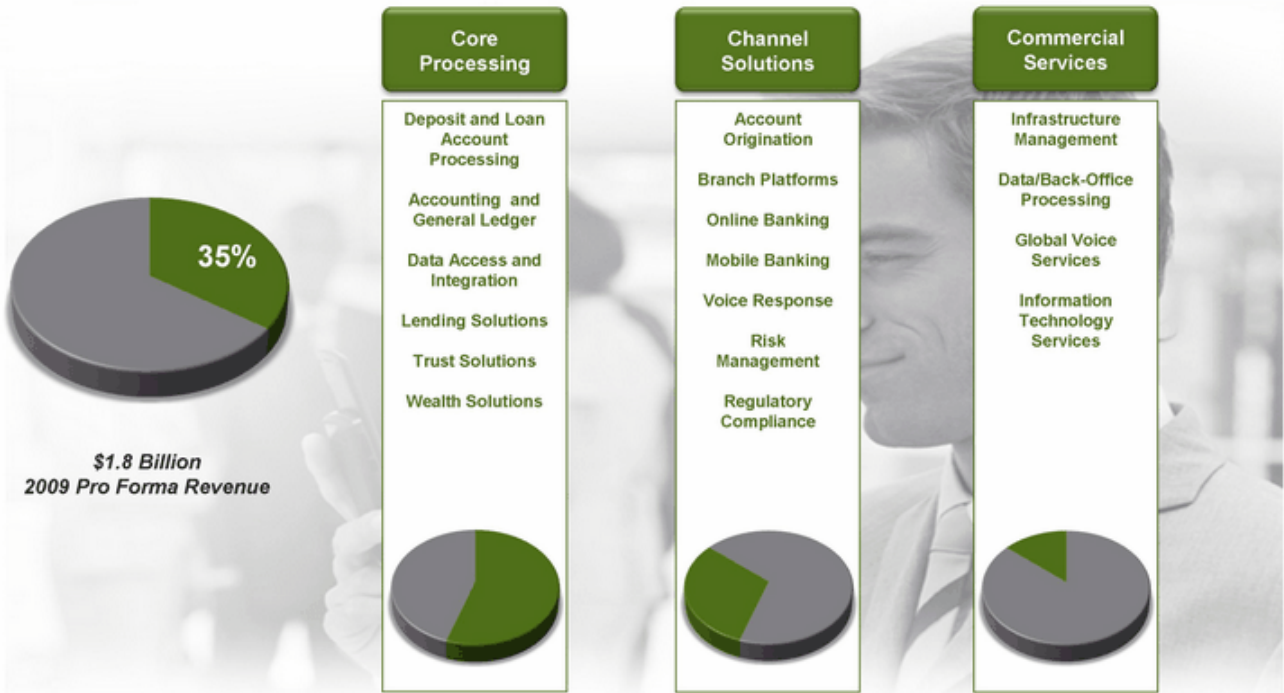 Core
Processing
Deposit and Loan
Account
Processing
Accounting and
General Ledger
Data Access and
Integration
Lending Solutions
Trust Solutions
Wealth Solutions
Channel
Solutions
Account
Origination
Branch Platforms
Online Banking
Mobile Banking
Voice Response
Risk
Management
Regulatory
Compliance
Commercial
Services
Infrastructure
Management
Data/Back-Office
Processing
Global Voice
Services
Information
Technology
Services
35%
$1.8 Billion
2009 Pro Forma Revenue